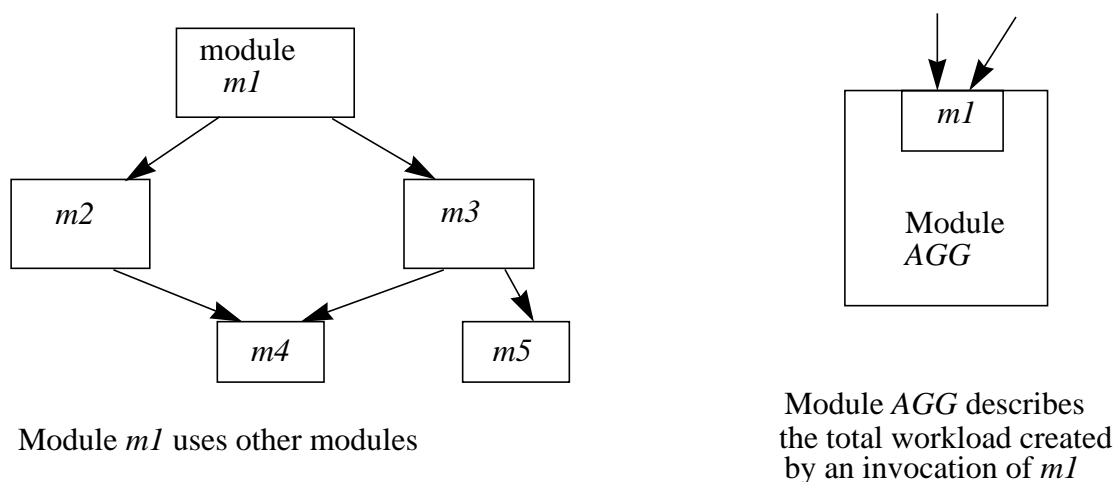 module
m1
m2
m3
m4
m5
Module m1 uses other modules
m1
Module
AGG
Module AGG describes
the total workload created
by an invocation of m1